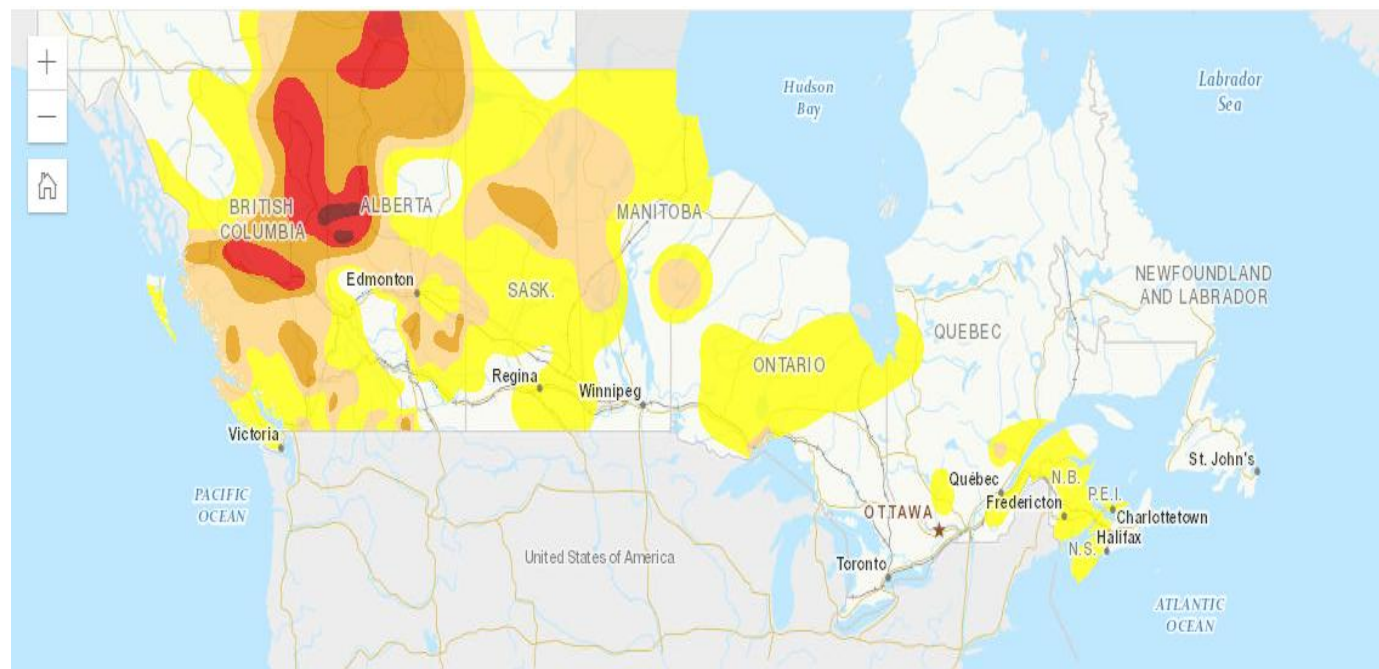 +
Hudson
Bay
Labrador
Sea
−
BRITISH
COLUMBIA
ALBERTA
MANITOBA
Edmonton
SASK.
NEWFOUNDLAND
AND LABRADOR
QUEBEC
ONTARIO
Regina
Winnipeg
Victoria
St. John's
PACIFIC
OCEAN
Québec
N.B.
P.E.I.
Fredericton
Charlottetown
OTTAWA
Halifax
N.S.
United States of America
Toronto
ATLANTIC
OCEAN